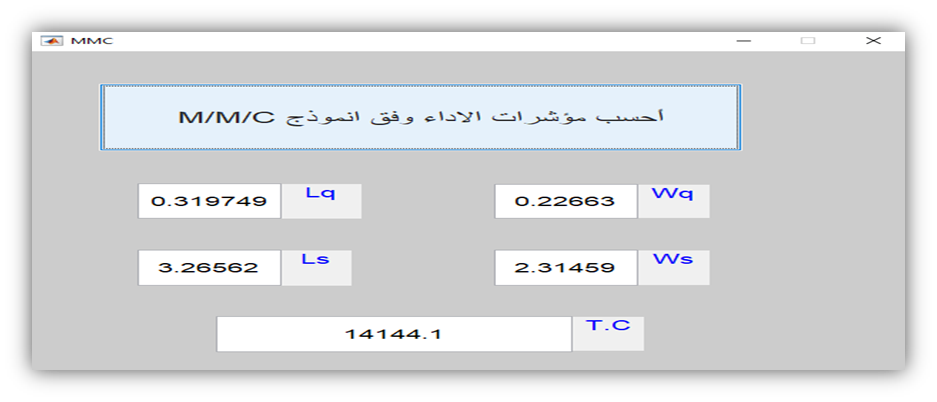 MMC
أحسب مؤشرات الاداء وفق انموذج M/M/C
0.319749 Lq 0.22663 Wq
3.26562 Ls 2.31459 Ws
14144.1 T.C